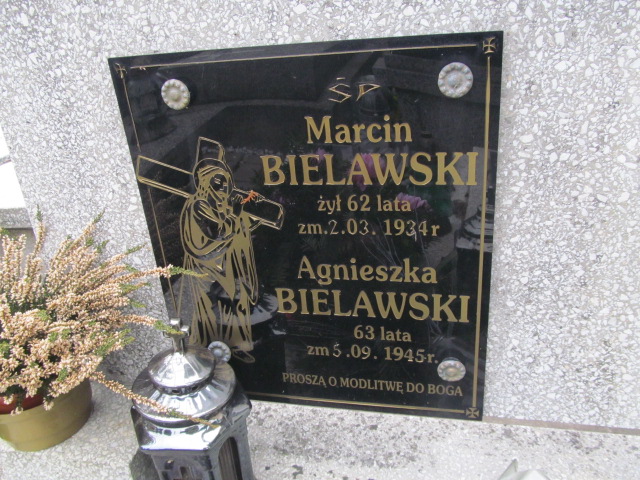 ŚP
Marcin
BIELAWSKI
żył 62 lata
zm.2.03. 1934r
Agnieszka
BIELAWSKI
63 lata
zm 5.09. 1945r.
PROSZĄ O MODLITWĘ DO BOGA